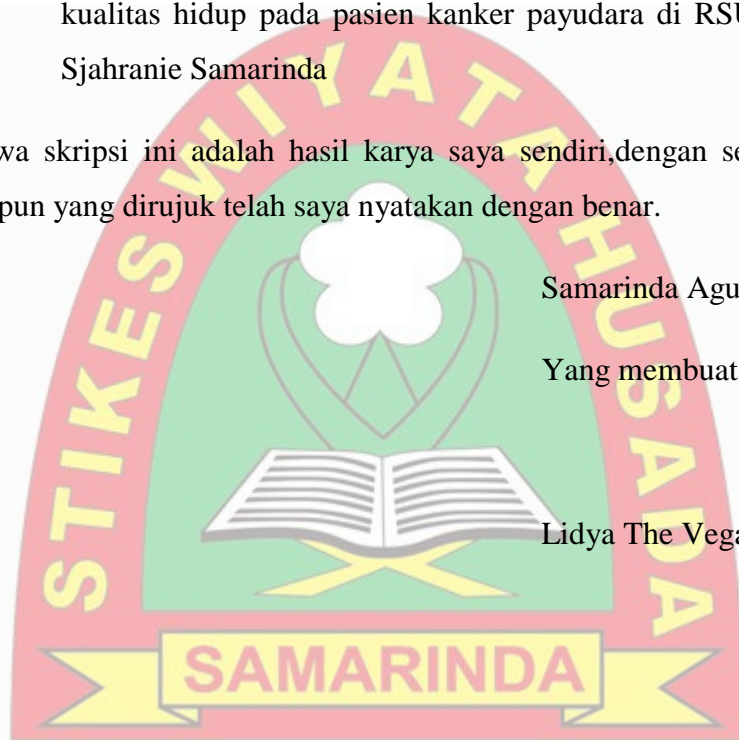 kualitas hidup pada pasien kanker payudara di RSU
Sjahranie Samarinda
wa skripsi ini adalah hasil karya saya sendiri,dengan se
pun yang dirujuk telah saya nyatakan dengan benar.
Samarinda Agu
Yang membuat
Lidya The Vega
STIKES WIYATA HUSADA
SAMARINDA